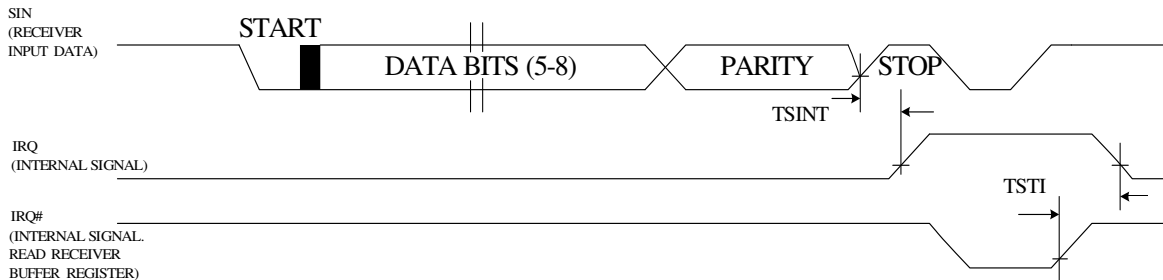 SIN
(RECEIVER
INPUT DATA)
START
DATA BITS (5-8)
PARITY
STOP
TSINT
IRQ
(INTERNAL SIGNAL)
TSTI
IRQ#
(INTERNAL SIGNAL.
READ RECEIVER
BUFFER REGISTER)